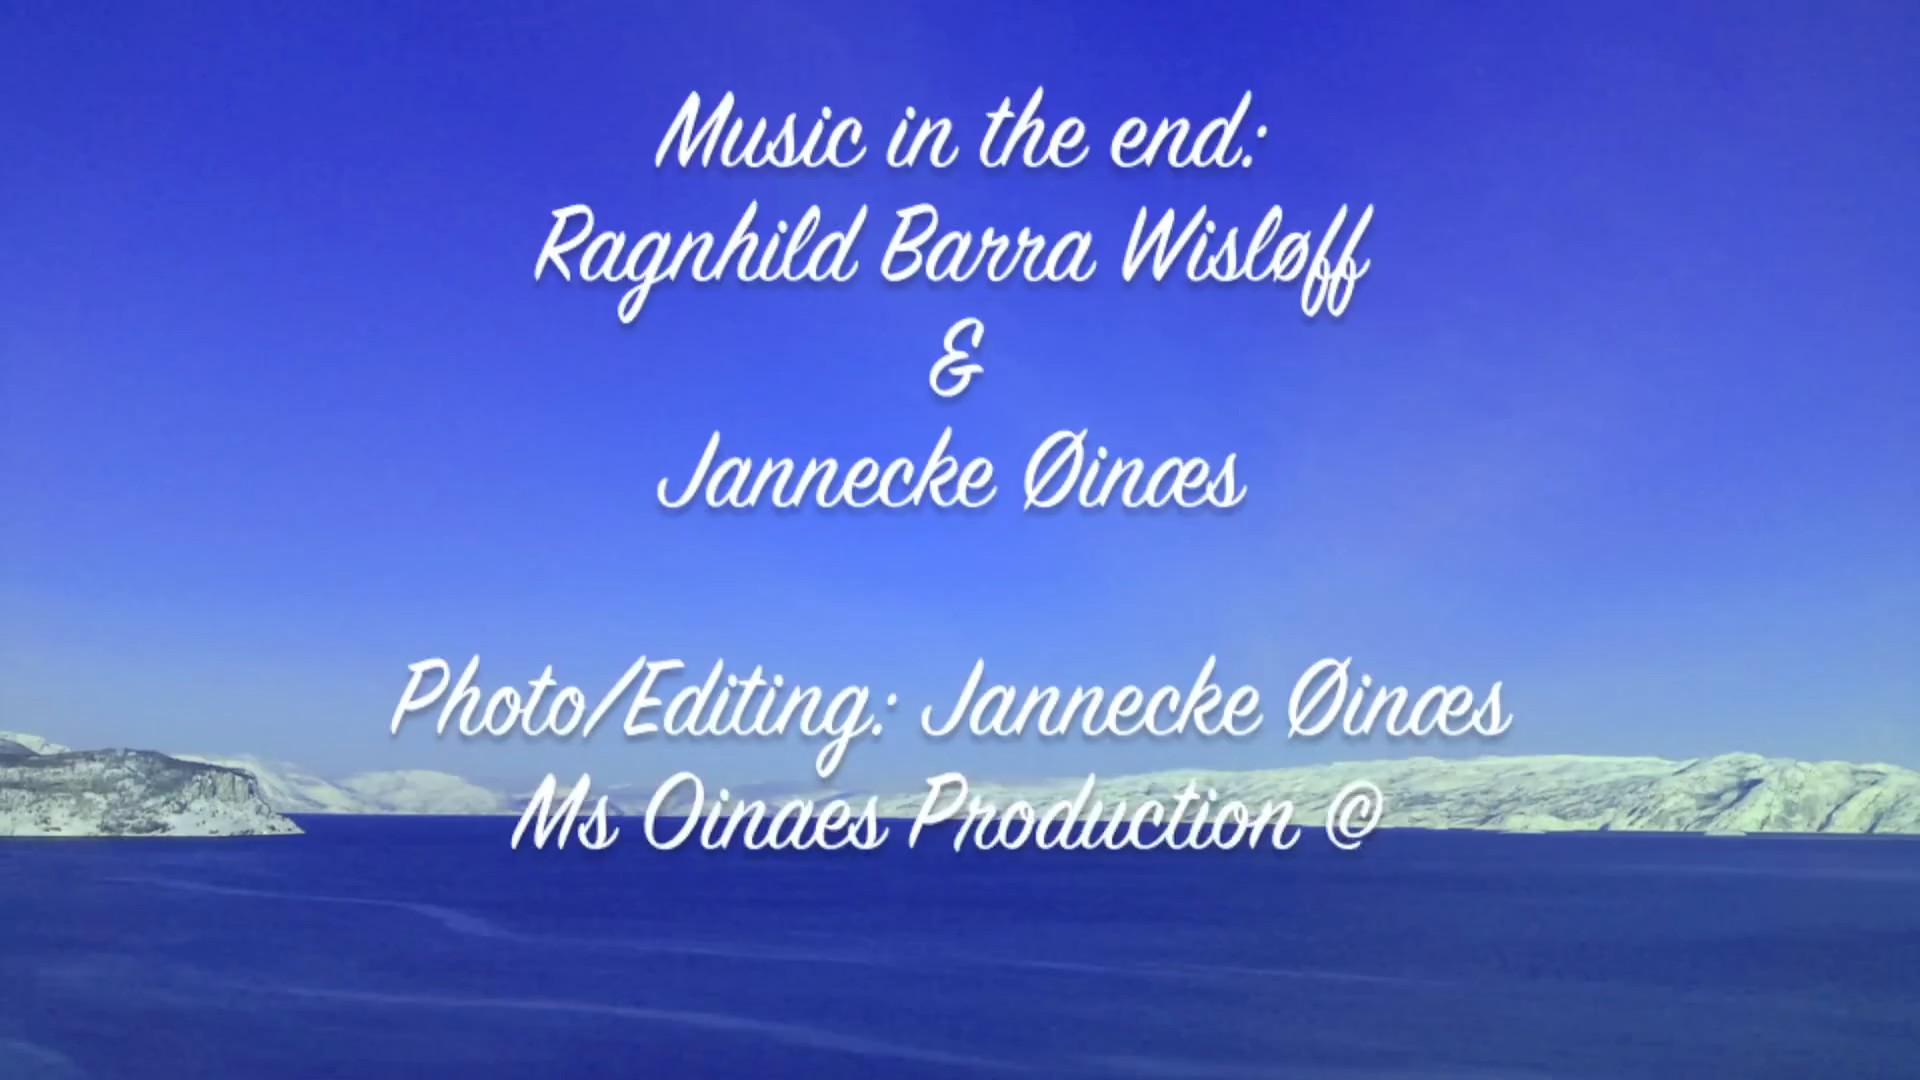 Music in the end:
Ragnhild Barra Wisløff
&
Jannecke Øinæs
Photo/Editing: Jannecke Øinæs
Ms Oinaes Production @